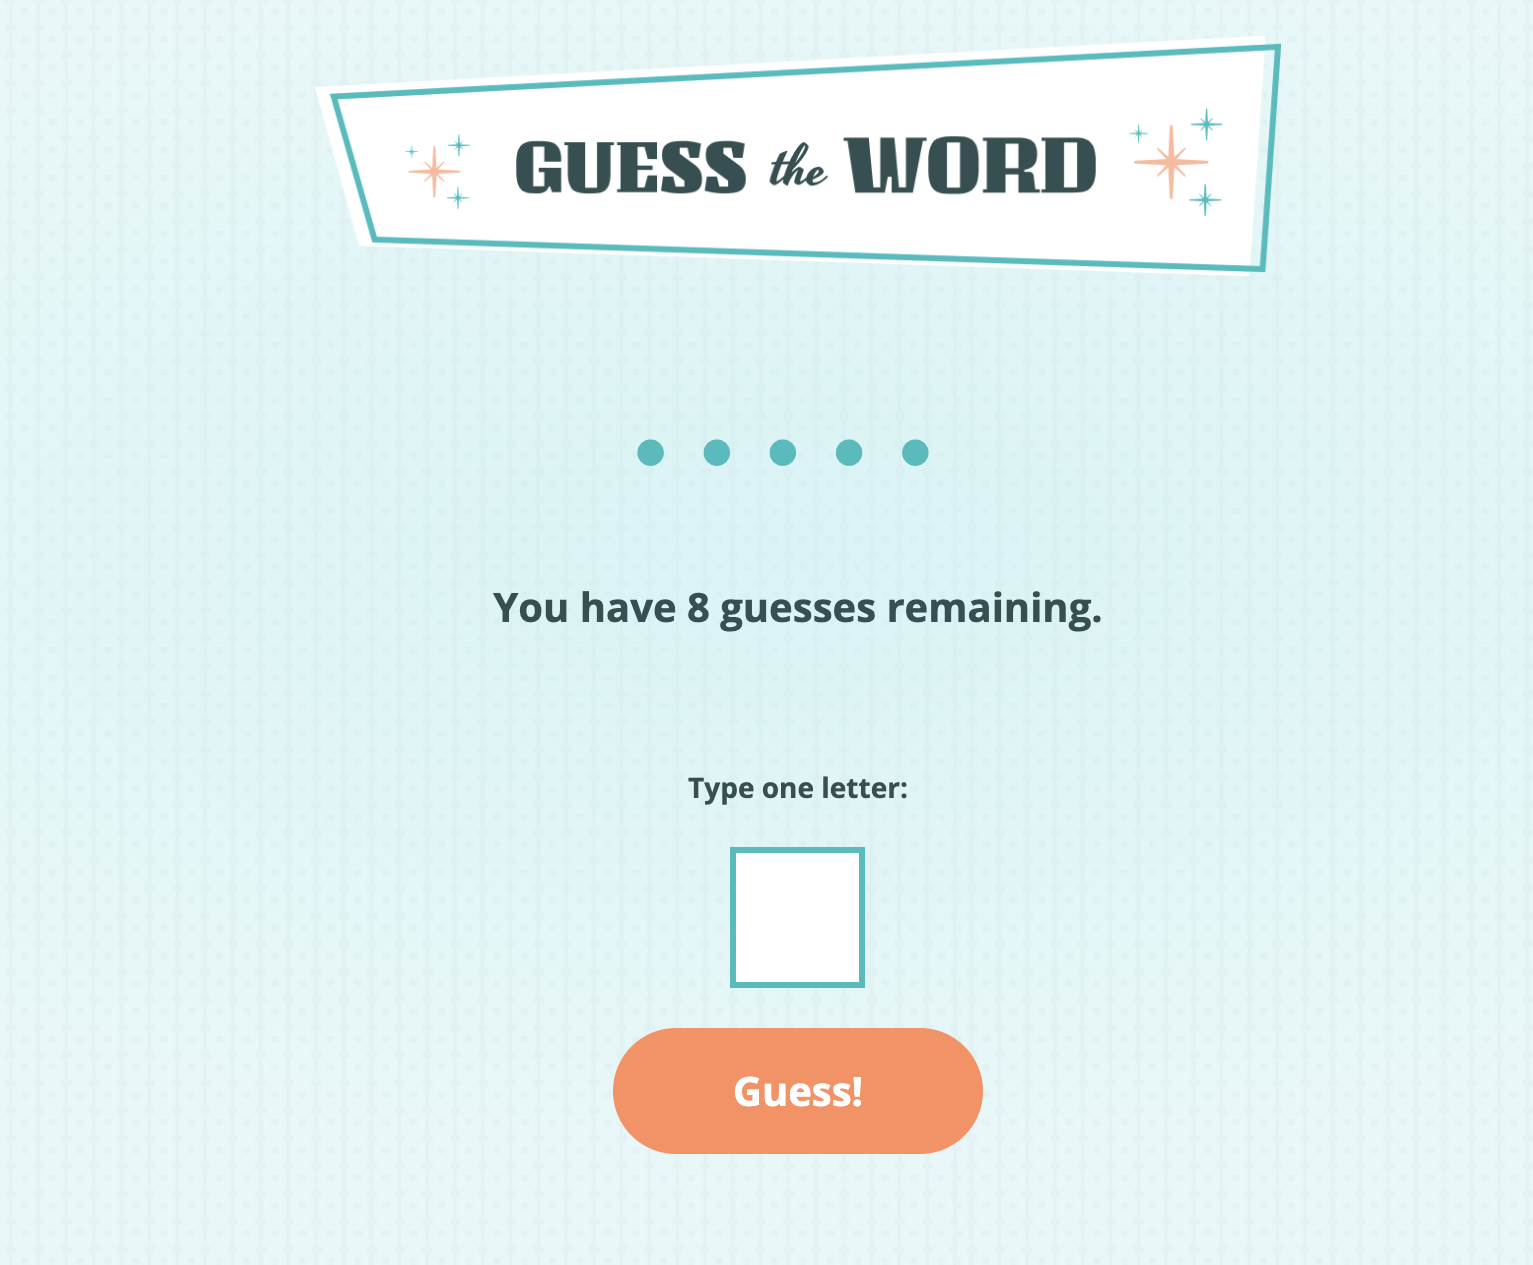 GUESS the WORD
● ● ● ● ●
You have 8 guesses remaining.
Type one letter:
Guess!